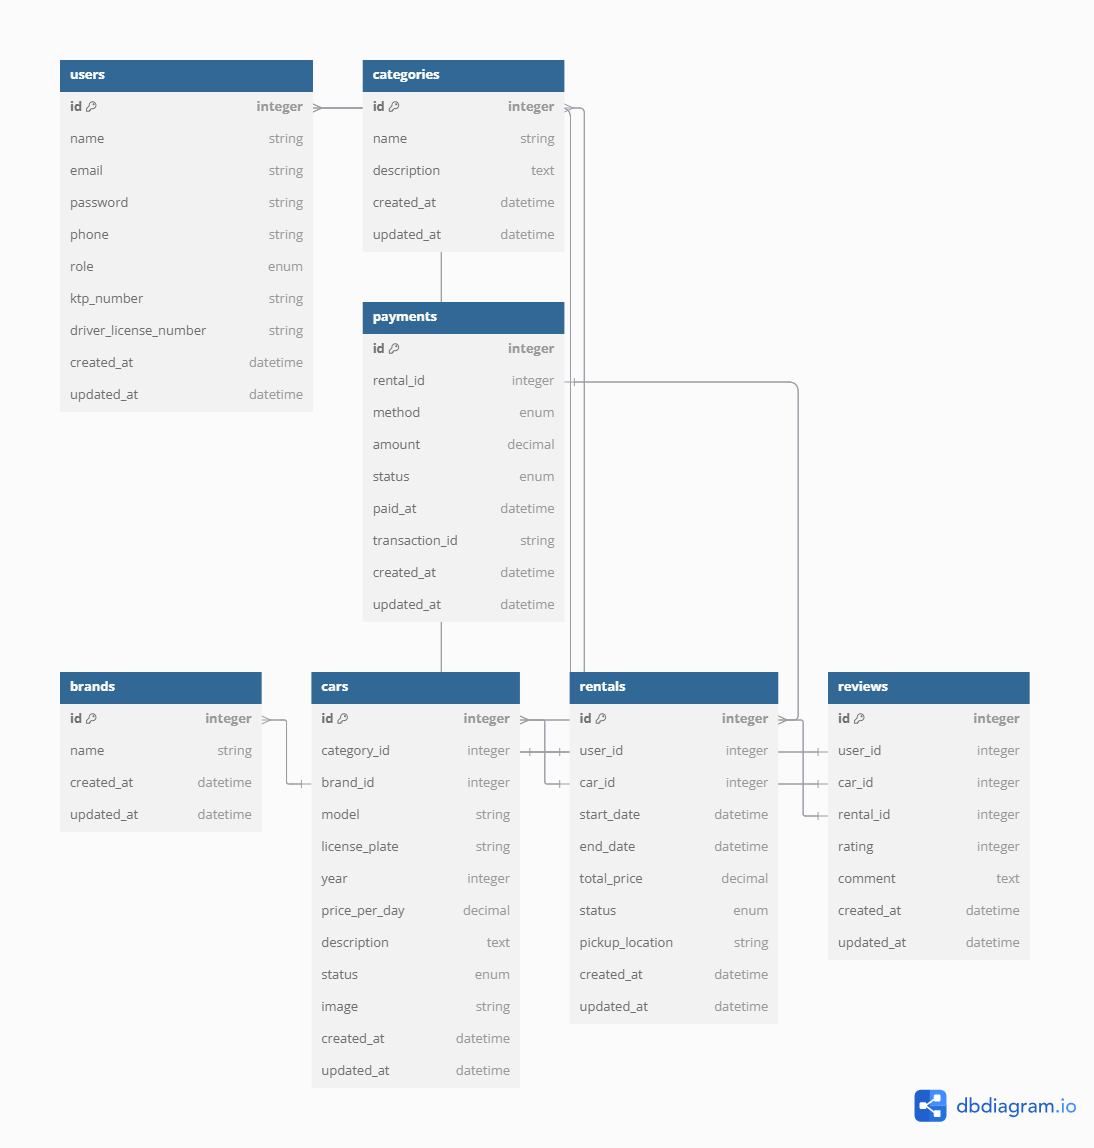 users
id integer
name string
email string
password string
phone string
role enum
ktp_number string
driver_license_number string
created_at datetime
updated_at datetime
categories
id integer
name string
description text
created_at datetime
updated_at datetime
payments
id integer
rental_id integer
method enum
amount decimal
status enum
paid_at datetime
transaction_id string
created_at datetime
updated_at datetime
brands
id integer
name string
created_at datetime
updated_at datetime
cars
id integer
category_id integer
brand_id integer
model string
license_plate string
year integer
price_per_day decimal
description text
status enum
image string
created_at datetime
updated_at datetime
rentals
id integer
user_id integer
car_id integer
start_date datetime
end_date datetime
total_price decimal
status enum
pickup_location string
created_at datetime
updated_at datetime
reviews
id integer
user_id integer
car_id integer
rental_id integer
rating integer
comment text
created_at datetime
updated_at datetime
dbdiagram.io